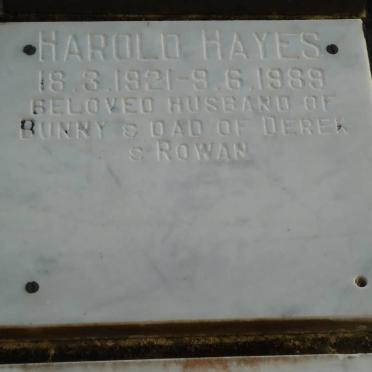 HAROLD HAYES
18.3.1921-9.6.1989
BELOVED HUSBAND OF
BUNNY & DAD OF DEREK
& ROWAN